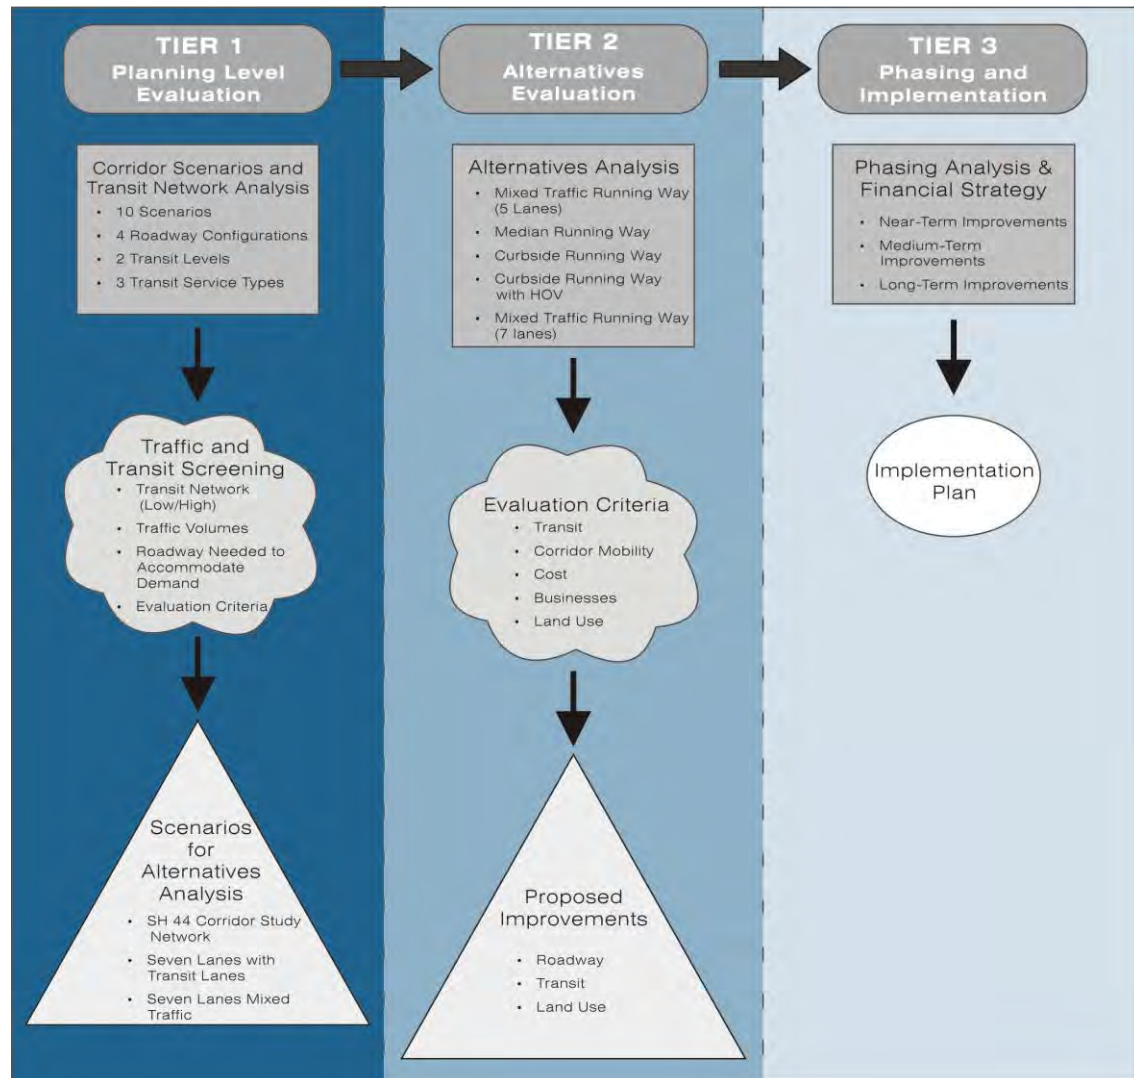 TIER 1
Planning Level
Evaluation
Corridor Scenarios and
Transit Network Analysis
• 10 Scenarios
• 4 Roadway Configurations
• 2 Transit Levels
• 3 Transit Service Types
Traffic and
Transit Screening
• Transit Network
(Low/High)
• Traffic Volumes
• Roadway Needed to
Accommodate
Demand
• Evaluation Criteria
Scenarios
for
Alternatives
Analysis
• SH 44 Corridor Study
Network
• Seven Lanes with
Transit Lanes
• Seven Lanes Mixed
Traffic
TIER 2
Alternatives
Evaluation
Alternatives Analysis
• Mixed Traffic Running Way
(5 Lanes)
• Median Running Way
• Curbside Running Way
• Curbside Running Way
with HOV
• Mixed Traffic Running Way
(7 lanes)
Evaluation Criteria
• Transit
• Corridor Mobility
• Cost
• Businesses
• Land Use
Proposed
Improvements
• Roadway
• Transit
• Land Use
TIER 3
Phasing and
Implementation
Phasing Analysis &
Financial Strategy
• Near-Term Improvements
• Medium-Term
Improvements
• Long-Term Improvements
Implementation
Plan